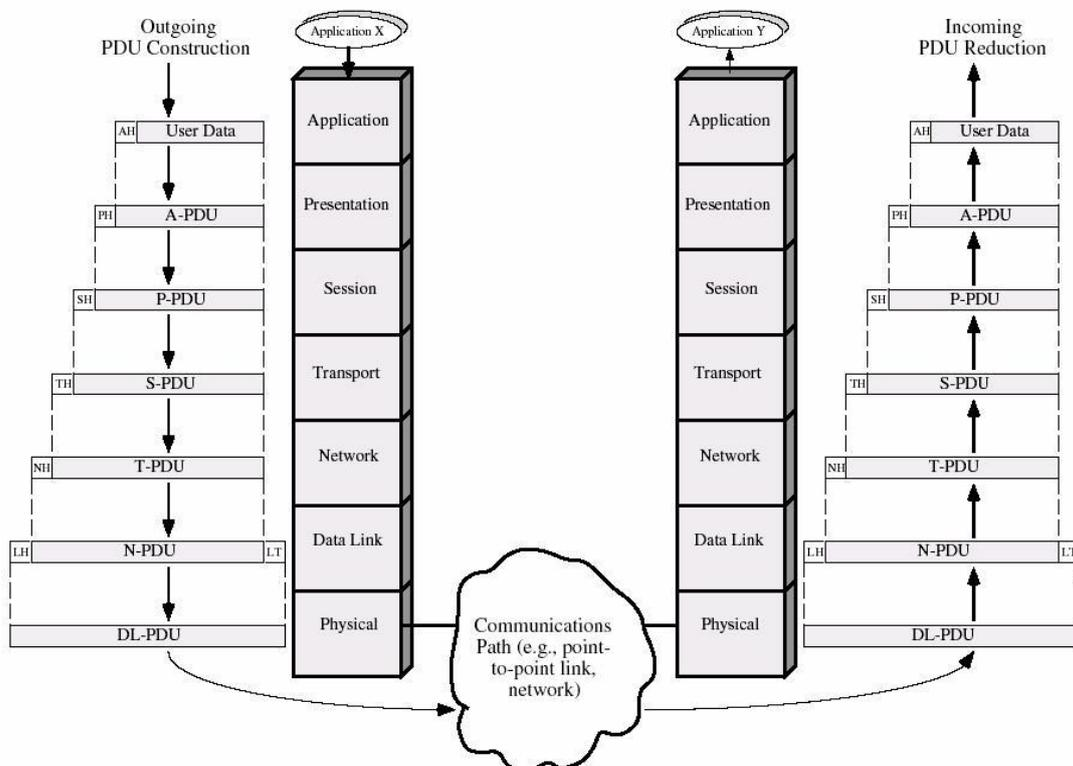 Outgoing
PDU Construction
Application X
Application Y
Incoming
PDU Reduction
AH
User Data
Application
Application
AH
User Data
PH
A-PDU
Presentation
Presentation
PH
A-PDU
SH
P-PDU
Session
Session
SH
P-PDU
TH
S-PDU
Transport
Transport
TH
S-PDU
NH
T-PDU
Network
Network
NH
T-PDU
LH
N-PDU
LT
Data Link
Data Link
LH
N-PDU
LT
DL-PDU
Physical
Communications
Path (e.g., point-
to-point link,
network)
Physical
DL-PDU